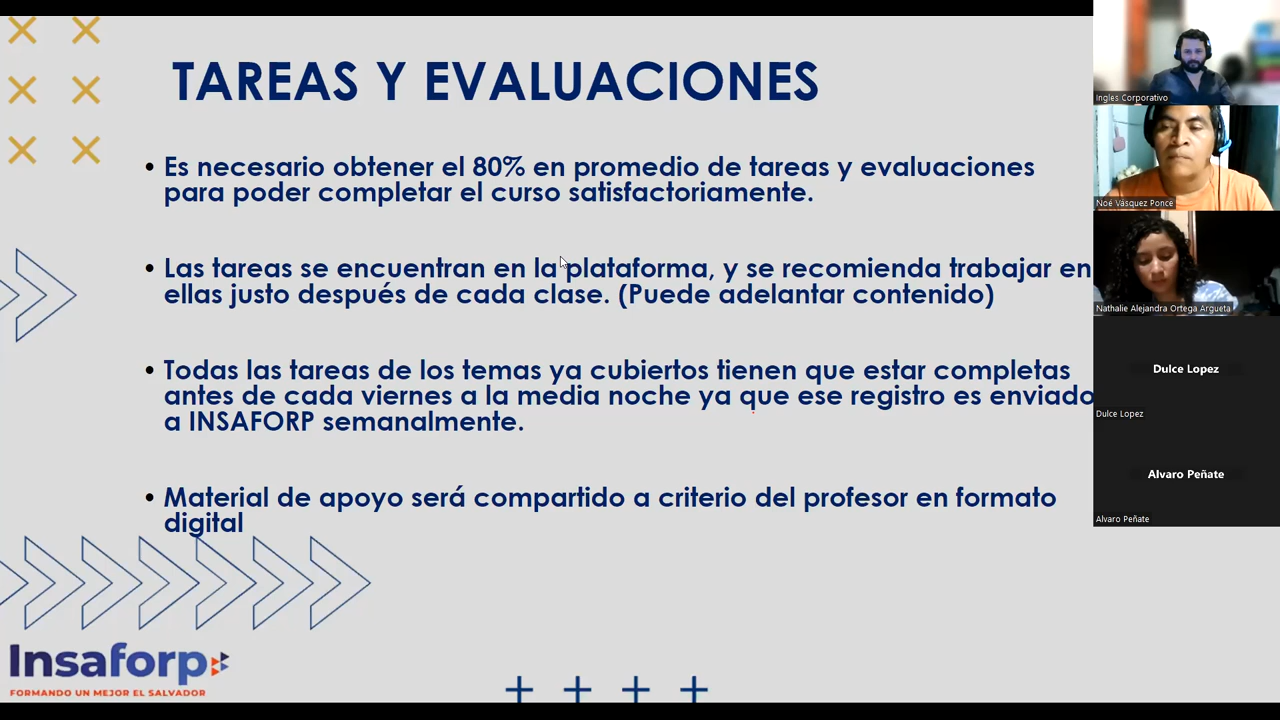 TAREAS Y EVALUACIONES
• Es necesario obtener el 80% en promedio de tareas y evaluaciones
para poder completar el curso satisfactoriamente.
• Las tareas se encuentran en la plataforma, y se recomienda trabajar en
ellas justo después de cada clase. (Puede adelantar contenido)
• Todas las tareas de los temas ya cubiertos tienen que estar completas
antes de cada viernes a la media noche ya que ese registro es enviado
a INSAFORP semanalmente.
• Material de apoyo será compartido a criterio del profesor en formato
digital
Insaforp
FORMANDO UN MEJOR EL SALVADOR
Ingles Corporativo
Noé Vásquez Ponce
Nathalie Alejandra Ortega Argueta
Dulce Lopez
Dulce Lopez
Alvaro Peñate
Alvaro Peñate